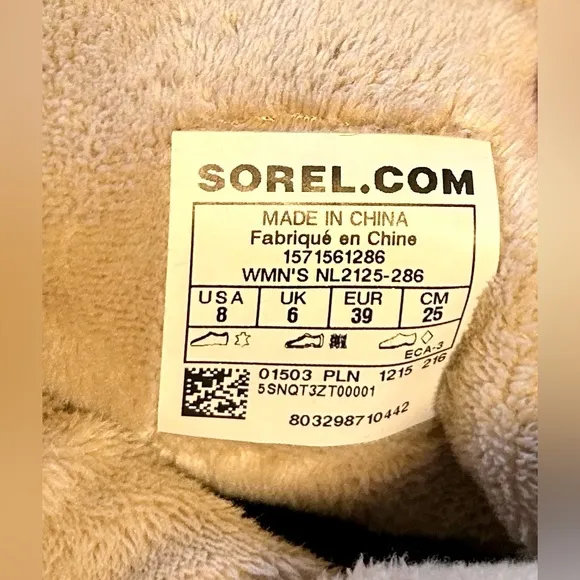 SOREL.COM
MADE IN CHINA
Fabriqué en Chine
1571561286
WMN'S NL2125-286
USA UK EUR CM
8 6 39 25
ECA-3
01503 PLN 1215 216
5SNQT3ZT00001
803298710442